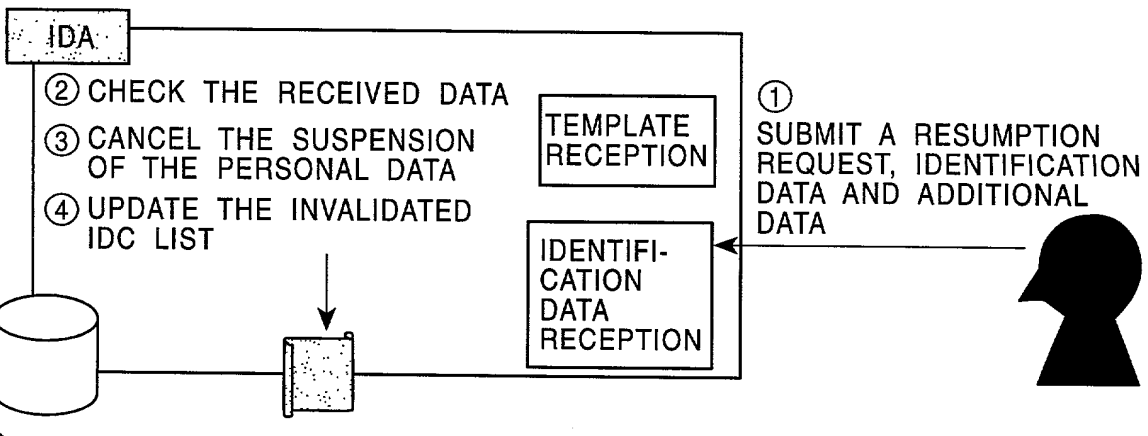 IDA
② CHECK THE RECEIVED DATA
③ CANCEL THE SUSPENSION
OF THE PERSONAL DATA
④ UPDATE THE INVALIDATED
IDC LIST
TEMPLATE
RECEPTION
IDENTIFI-
CATION
DATA
RECEPTION
①
SUBMIT A RESUMPTION
REQUEST, IDENTIFICATION
DATA AND ADDITIONAL
DATA